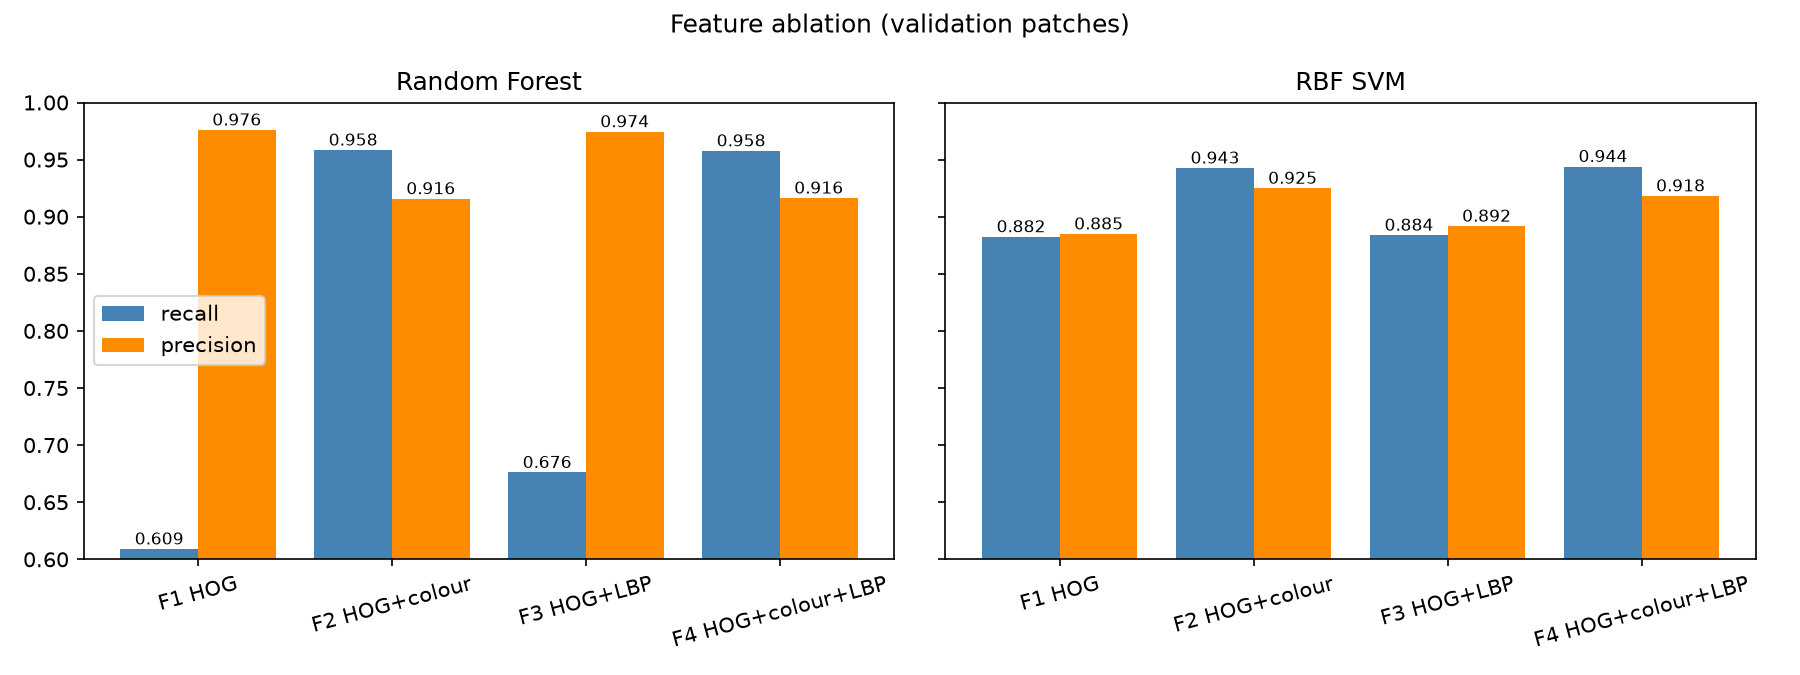 Feature ablation (validation patches)
Random Forest
1.00
0.95
0.90
0.85
0.80
0.75
0.70
0.65
0.60
0.609
0.976
0.958
0.916
0.676
0.974
0.958
0.916
recall
precision
F1 HOG
F2 HOG+colour
F3 HOG+LBP
F4 HOG+colour+LBP
RBF SVM
0.882
0.885
0.943
0.925
0.884
0.892
0.944
0.918
F1 HOG
F2 HOG+colour
F3 HOG+LBP
F4 HOG+colour+LBP